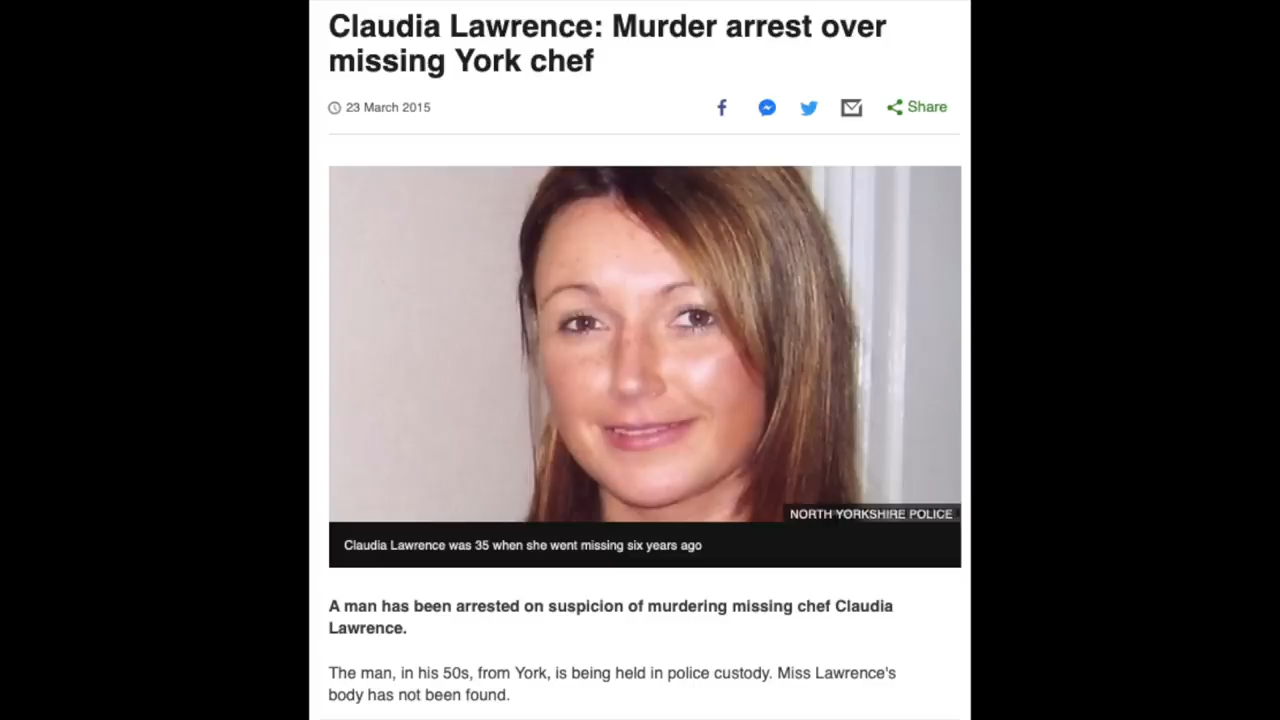 Claudia Lawrence: Murder arrest over
missing York chef
23 March 2015
Share
NORTH YORKSHIRE POLICE
Claudia Lawrence was 35 when she went missing six years ago
A man has been arrested on suspicion of murdering missing chef Claudia
Lawrence.
The man, in his 50s, from York, is being held in police custody. Miss Lawrence's
body has not been found.